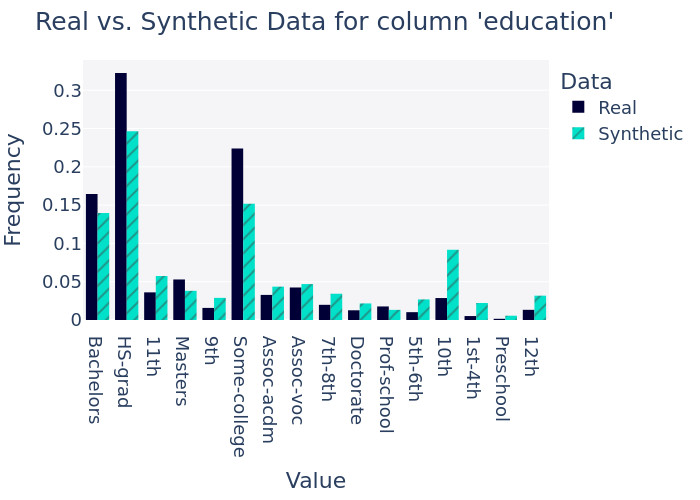 Real vs. Synthetic Data for column 'education'
Frequency
0.3
0.25
0.2
0.15
0.1
0.05
0
Bachelors
HS-grad
11th
Masters
9th
Some-college
Assoc-acdm
Assoc-voc
7th-8th
Doctorate
Prof-school
5th-6th
10th
1st-4th
Preschool
12th
Value
Data
Real
Synthetic